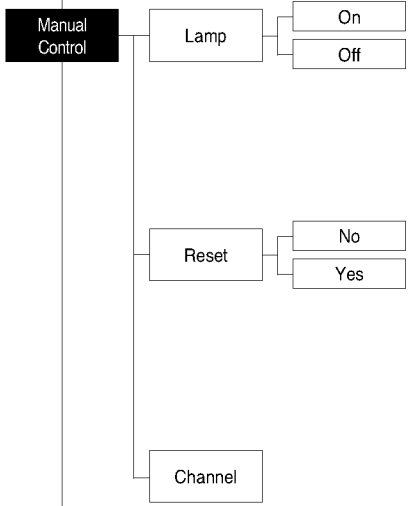 Manual
Control
Lamp
On
Off
Reset
No
Yes
Channel